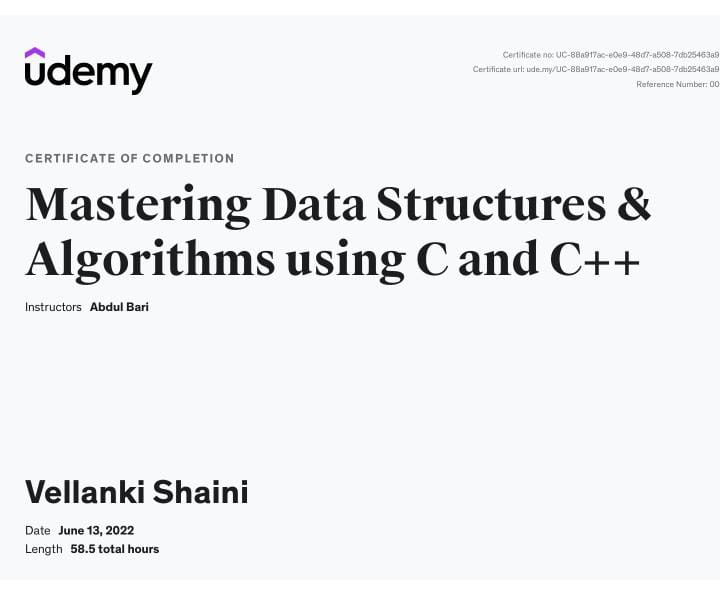 udemy
Certificate no: UC-88a9f7ac-e0e9-48d7-a508-7db25463a9
Certificate url: ude.my/UC-88a9f7ac-e0e9-48d7-a508-7db25463a9
Reference Number: 00
CERTIFICATE OF COMPLETION
Mastering Data Structures &
Algorithms using C and C++
Instructors Abdul Bari
Vellanki Shaini
Date June 13, 2022
Length 58.5 total hours